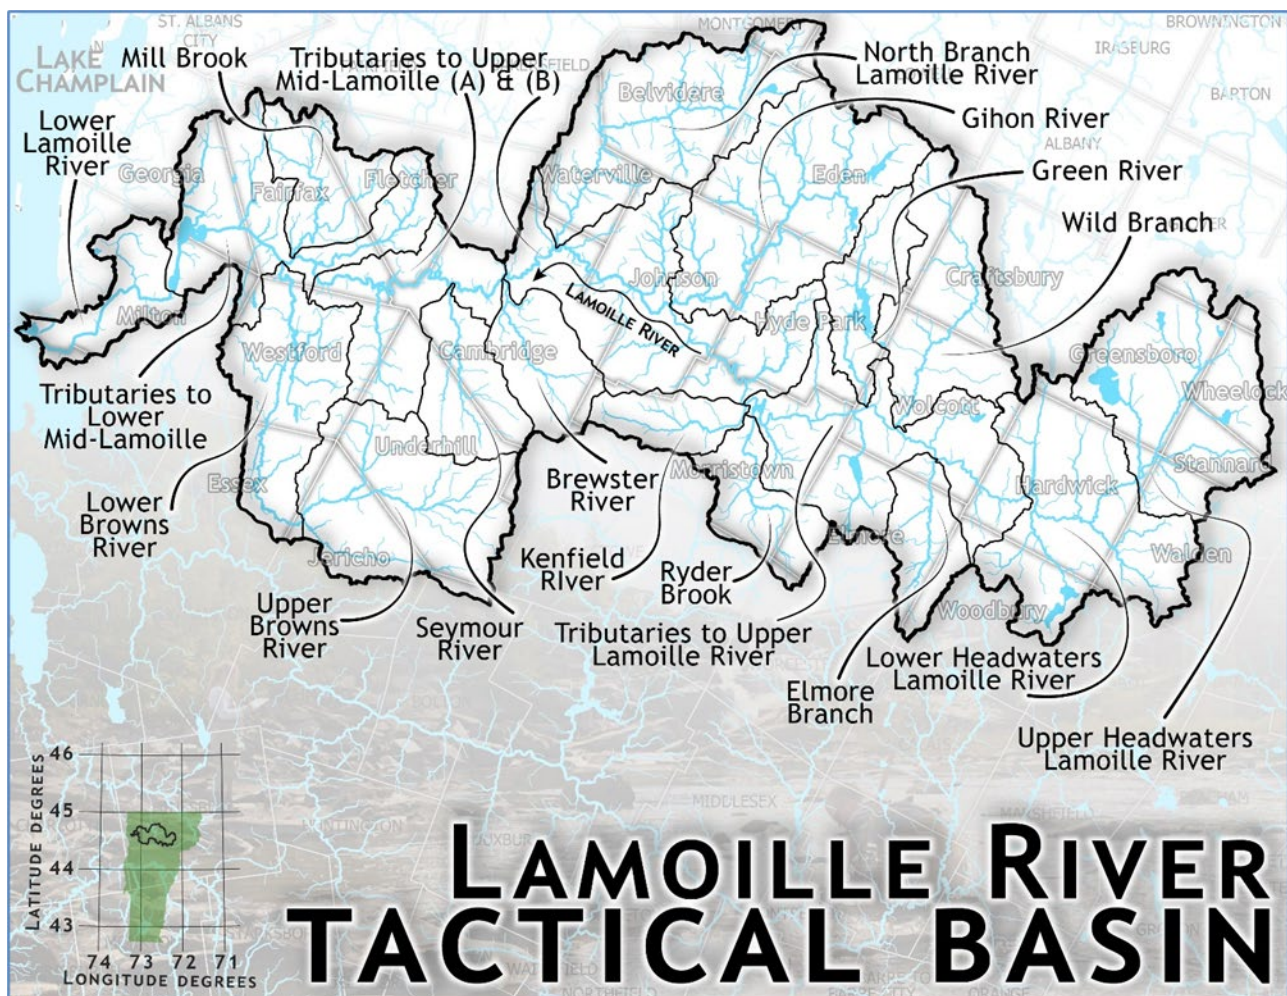 ST. ALBANS
CITY
MONTGOMERY
BROWNINGTON
LAKE
CHAMPLAIN
IRASBURG
BARTON
ALBANY
Mill Brook
Tributaries to Upper
Mid-Lamoille (A) & (B)
North Branch
Lamoille River
Gihon River
Green River
Wild Branch
Lower
Lamoille
River
Georgia
Fairfax
Fletcher
Belvidere
Waterville
Eden
Johnson
Craftsbury
LAMOILLE RIVER
Hyde Park
Milton
Westford
Cambridge
Greensboro
Wheelock
Wolcott
Underhill
Morristown
Stannard
Hardwick
Essex
Jericho
Elmore
Walden
Woodbury
Tributaries to
Lower
Mid-Lamoille
Lower
Browns
River
Upper
Browns
River
Seymour
River
Brewster
River
Kenfield
RIver
Ryder
Brook
Tributaries to Upper
Lamoille River
Elmore
Branch
Lower Headwaters
Lamoille River
Upper Headwaters
Lamoille River
MIDDLESEX
MARSHFIELD
HUNTINGTON
46
45
44
43
LATITUDE DEGREES
74 73 72 71
LONGITUDE DEGREES
LAMOILLE RIVER
TACTICAL BASIN
NORTHFIELD
ORANGE